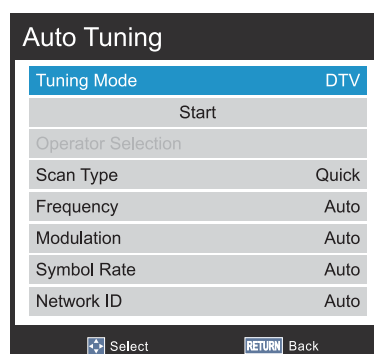 Auto Tuning
Tuning Mode DTV
Start
Operator Selection
Scan Type Quick
Frequency Auto
Modulation Auto
Symbol Rate Auto
Network ID Auto
Select RETURN Back